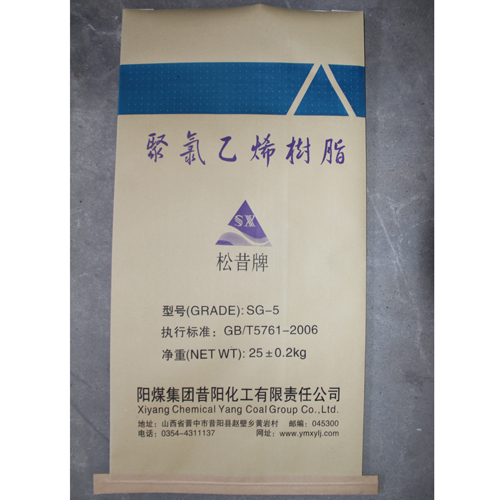 聚氯乙烯樹脂
SX
松昔牌
型号(GRADE): SG-5
执行标准: GB/T5761-2006
净重(NET WT): 25±0.2kg
阳煤集团昔阳化工有限责任公司
Xiyang Chemical Yang Coal Group Co.,Ltd.
地址: 山西省晋中市昔阳县赵壁乡黄岩村 邮编: 045300
电话: 0354-4311137 网址: www.ymxylj.com